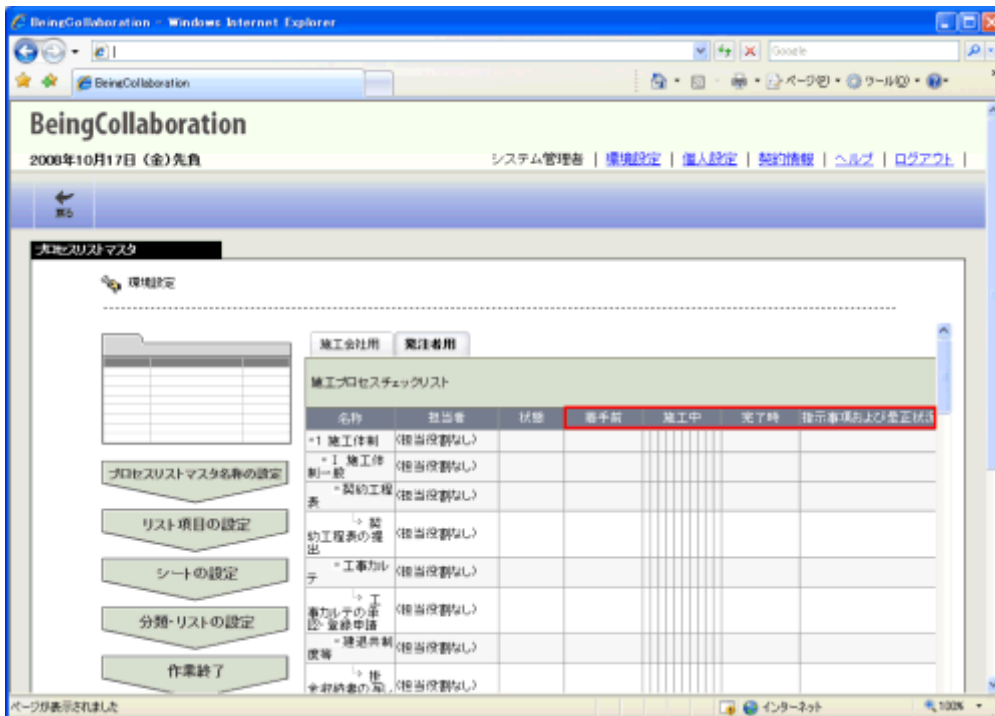 BeingCollaboration - Windows Internet Explorer
Google
BeingCollaboration
ページ(P) ツール(O)
BeingCollaboration
2008年10月17日 (金)先負
システム管理者 | 環境設定 | 個人設定 | 契約情報 | ヘルプ | ログアウト |
戻る
プロセスリストマスタ
環境設定
施工会社用 発注者用
施工プロセスチェックリスト
名称 担当者 状態 着手前 施工中 完了時 指示事項および是正状況
1 施工体制 (担当役割なし)
I 施工体制一般 (担当役割なし)
契約工程表 (担当役割なし)
契約工程表の提出 (担当役割なし)
工事カルテ (担当役割なし)
工事カルテの承認・登録申請 (担当役割なし)
建退共制度等 (担当役割なし)
(担当役割なし)
プロセスリストマスタ名称の設定
リスト項目の設定
シートの設定
分類・リストの設定
作業終了
ページが表示されました
インターネット
100%